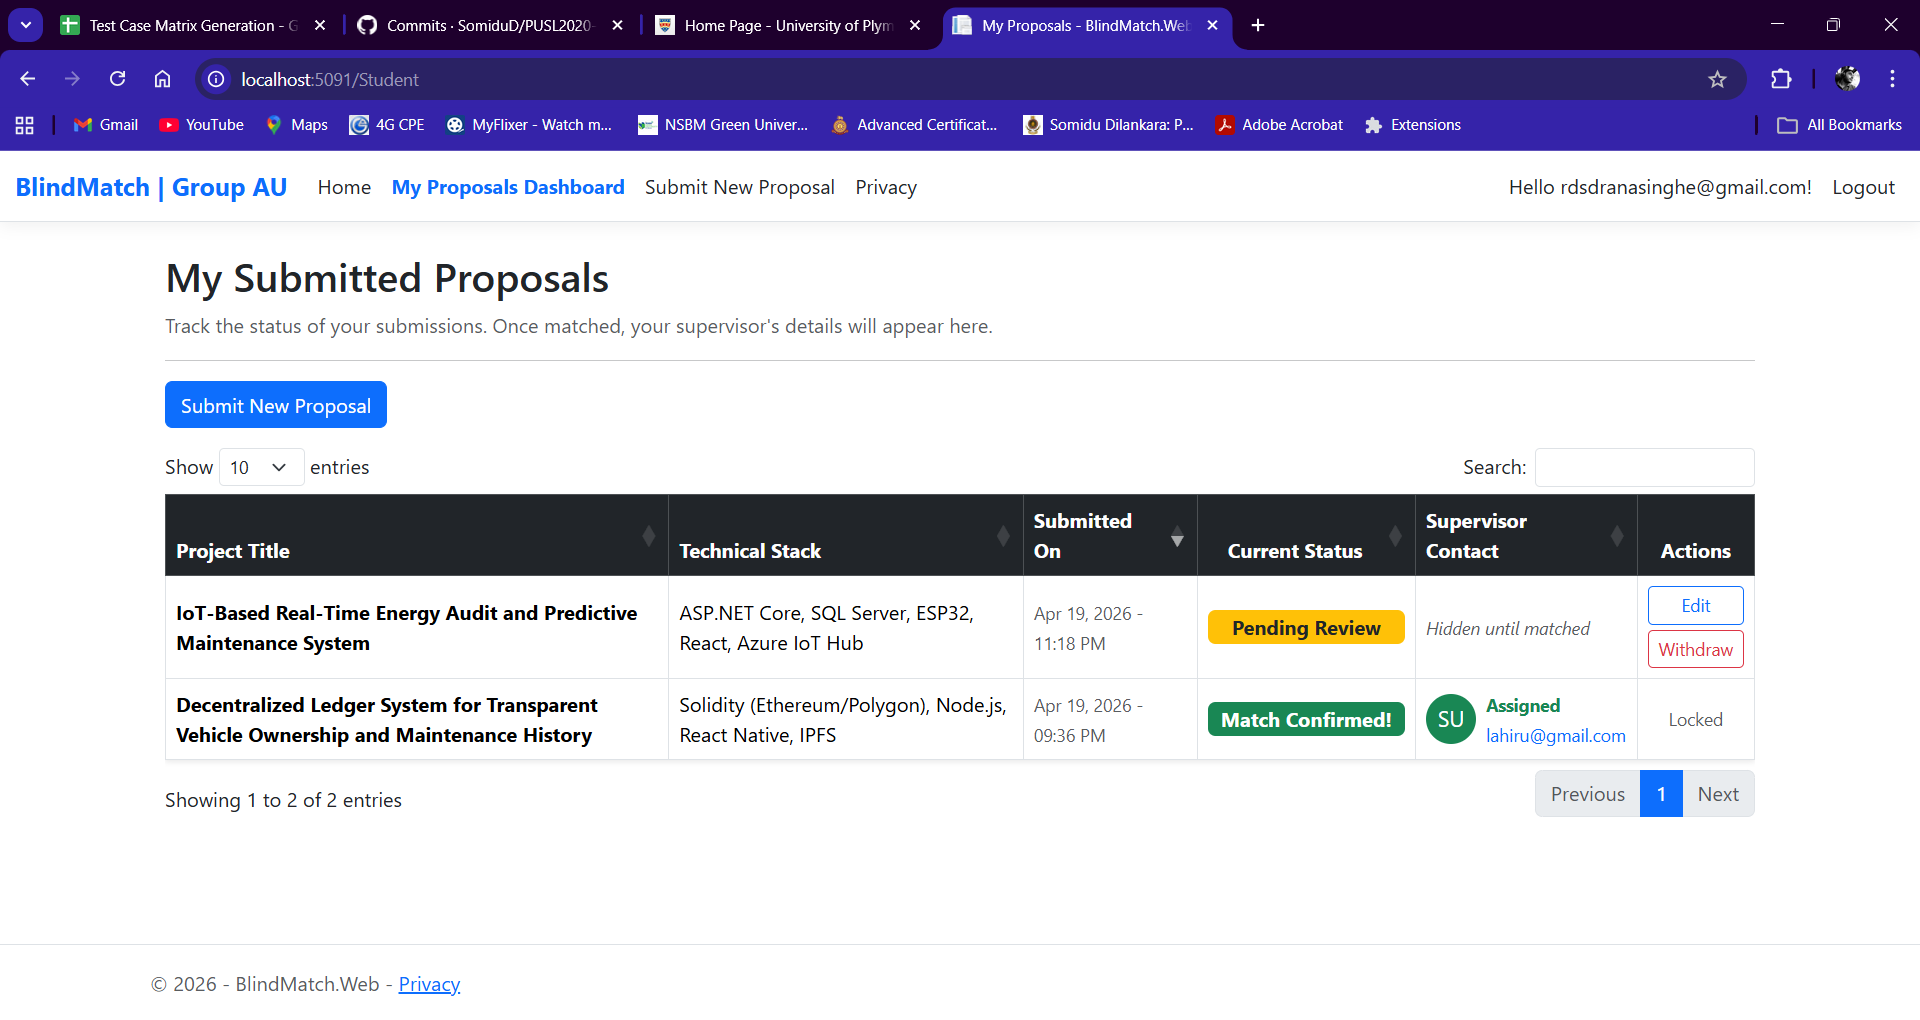 Test Case Matrix Generation - G
Commits · SomiduD/PUSL2020-
Home Page - University of Plym
My Proposals - BlindMatch.Web
localhost:5091/Student
Gmail
YouTube
Maps
4G CPE
MyFlixer - Watch m...
NSBM Green Univer...
Advanced Certificat...
Somidu Dilankara: P...
Adobe Acrobat
Extensions
All Bookmarks
BlindMatch | Group AU
Home
My Proposals Dashboard
Submit New Proposal
Privacy
Hello rdsdranasinghe@gmail.com!
Logout
My Submitted Proposals
Track the status of your submissions. Once matched, your supervisor's details will appear here.
Submit New Proposal
Show 10 entries
Search:
Project Title
Technical Stack
Submitted
On
Current Status
Supervisor
Contact
Actions
IoT-Based Real-Time Energy Audit and Predictive
Maintenance System
ASP.NET Core, SQL Server, ESP32,
React, Azure IoT Hub
Apr 19, 2026 -
11:18 PM
Pending Review
Hidden until matched
Edit
Withdraw
Decentralized Ledger System for Transparent
Vehicle Ownership and Maintenance History
Solidity (Ethereum/Polygon), Node.js,
React Native, IPFS
Apr 19, 2026 -
09:36 PM
Match Confirmed!
SU
Assigned
lahiru@gmail.com
Locked
Showing 1 to 2 of 2 entries
Previous
1
Next
© 2026 - BlindMatch.Web - Privacy